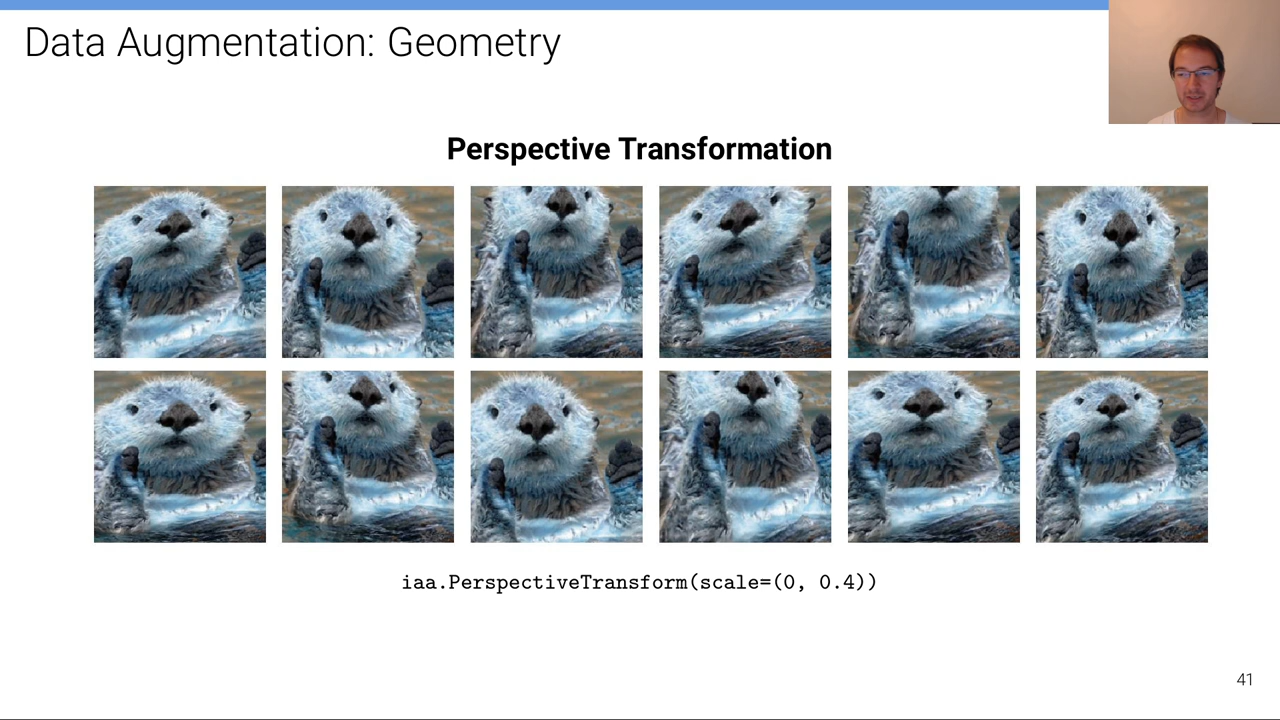 Data Augmentation: Geometry
Perspective Transformation
iaa.PerspectiveTransform(scale=(0, 0.4))
41